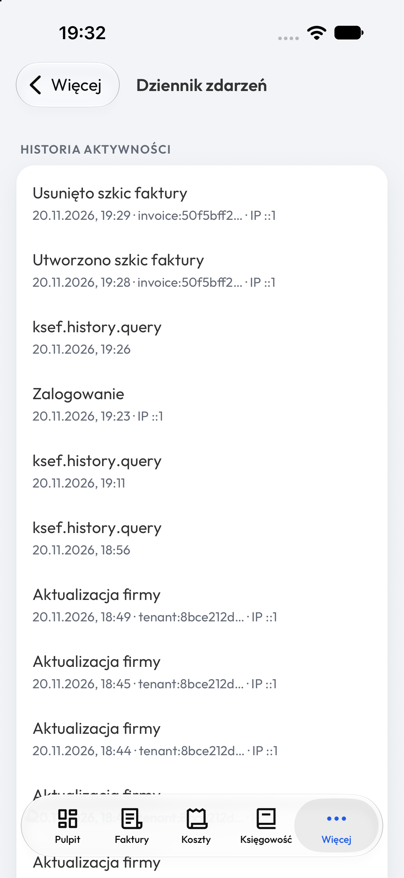 19:32
Więcej
Dziennik zdarzeń
HISTORIA AKTYWNOŚCI
Usunięto szkic faktury
20.11.2026, 19:29 · invoice:50f5bff2... · IP ::1
Utworzono szkic faktury
20.11.2026, 19:28 · invoice:50f5bff2... · IP ::1
ksef.history.query
20.11.2026, 19:26
Zalogowanie
20.11.2026, 19:23 · IP ::1
ksef.history.query
20.11.2026, 19:11
ksef.history.query
20.11.2026, 18:56
Aktualizacja firmy
20.11.2026, 18:49 · tenant:8bce212d... · IP ::1
Aktualizacja firmy
20.11.2026, 18:45 · tenant:8bce212d... · IP ::1
Aktualizacja firmy
20.11.2026, 18:44 · tenant:8bce212d... · IP ::1
Aktualizacja firmy
Pulpit
Faktury
Koszty
Księgowość
Więcej
Aktualizacja firmy